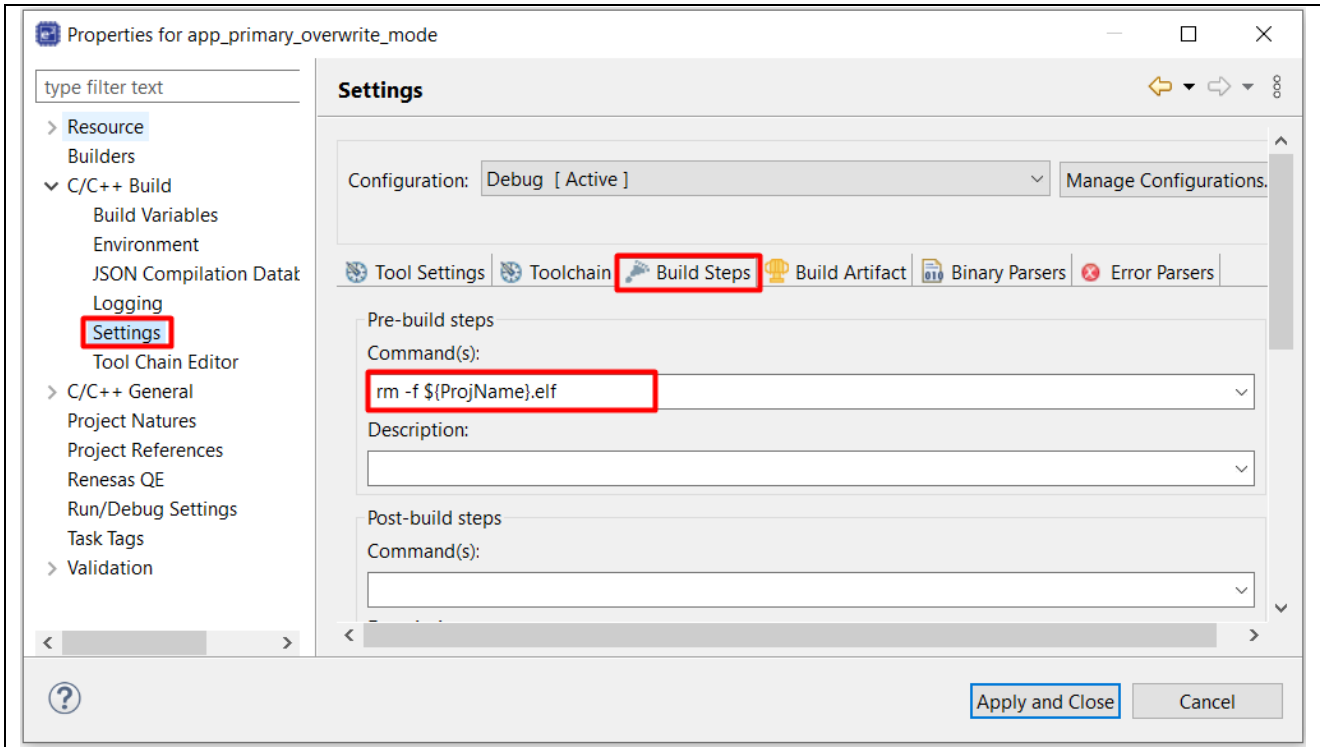 Properties for app_primary_overwrite_mode
type filter text
Resource
Builders
C/C++ Build
Build Variables
Environment
JSON Compilation Datab
Logging
Settings
Tool Chain Editor
C/C++ General
Project Natures
Project References
Renesas QE
Run/Debug Settings
Task Tags
Validation
Settings
Configuration: Debug [ Active ] Manage Configurations.
Tool Settings Toolchain Build Steps Build Artifact Binary Parsers Error Parsers
Pre-build steps
Command(s):
rm -f ${ProjName}.elf
Description:
Post-build steps
Command(s):
Apply and Close Cancel